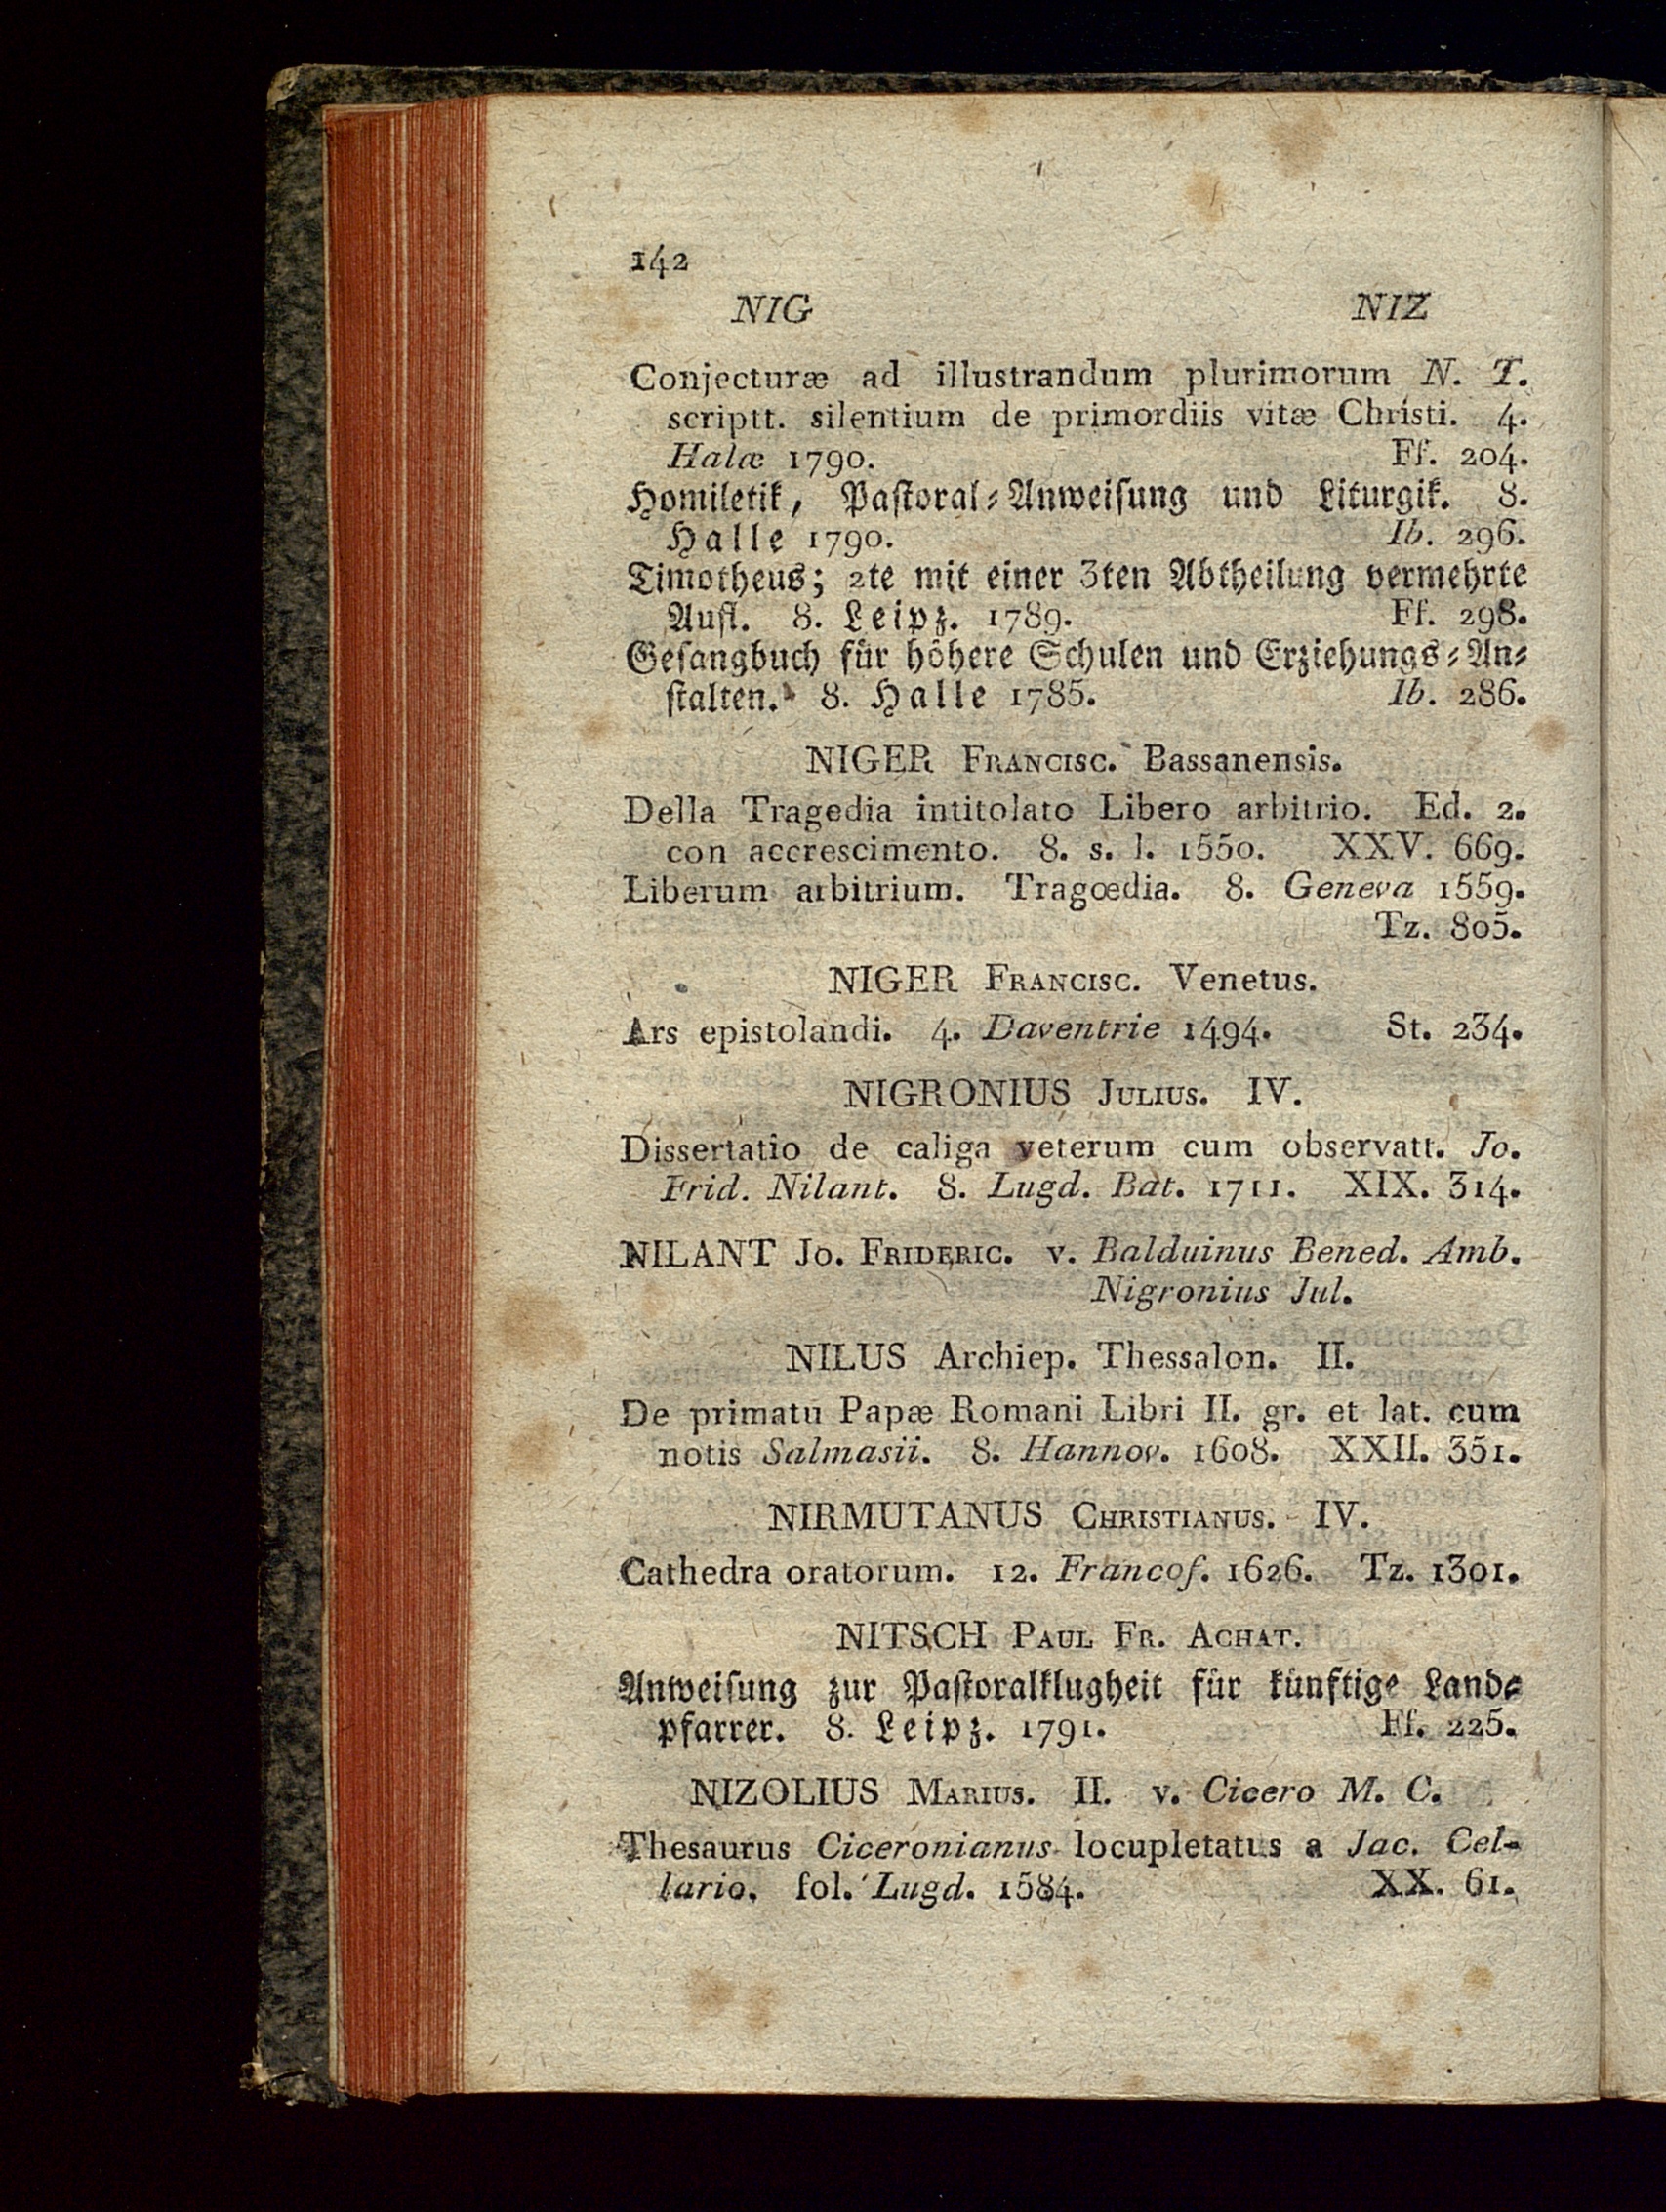 142
NIG NIZ
Conjecturæ ad illustrandum plurimorum N. T.
scriptt. silentium de primordiis vitæ Christi. 4.
Halæ 1790. Ff. 204.
Homiletik, Paſtoral⸗Anweiſung und Liturgik. 8.
Halle 1790. Ib. 296.
Timotheus; 2te mit einer 3ten Abtheilung vermehrte
Aufl. 8. Leipz. 1789. Ff. 298.
Geſangbuch für höhere Schulen und Erziehungs⸗An⸗
ſtalten. 8. Halle 1785. Ib. 286.
NIGER Francisc. Bassanensis.
Della Tragedia intitolato Libero arbitrio. Ed. 2.
con accrescimento. 8. s. l. 1550. XXV. 669.
Liberum arbitrium. Tragœdia. 8. Geneva 1559.
Tz. 805.
NIGER Francisc. Venetus.
Ars epistolandi. 4. Daventrie 1494. St. 234.
NIGRONIUS Julius. IV.
Dissertatio de caliga veterum cum observatt. Jo.
Frid. Nilant. 8. Lugd. Bat. 1711. XIX. 314.
NILANT Jo. Frideric. v. Balduinus Bened. Amb.
Nigronius Jul.
NILUS Archiep. Thessalon. II.
De primatu Papæ Romani Libri II. gr. et lat. cum
notis Salmasii. 8. Hannov. 1608. XXII. 351.
NIRMUTANUS Christianus. IV.
Cathedra oratorum. 12. Francof. 1626. Tz. 1301.
NITSCH Paul Fr. Achat.
Anweiſung zur Paſtoralklugheit für künftige Land⸗
pfarrer. 8. Leipz. 1791. Ff. 225.
NIZOLIUS Marius. II. v. Cicero M. C.
Thesaurus Ciceronianus locupletatus a Jac. Cel-
lario. fol. Lugd. 1584. XX. 61.